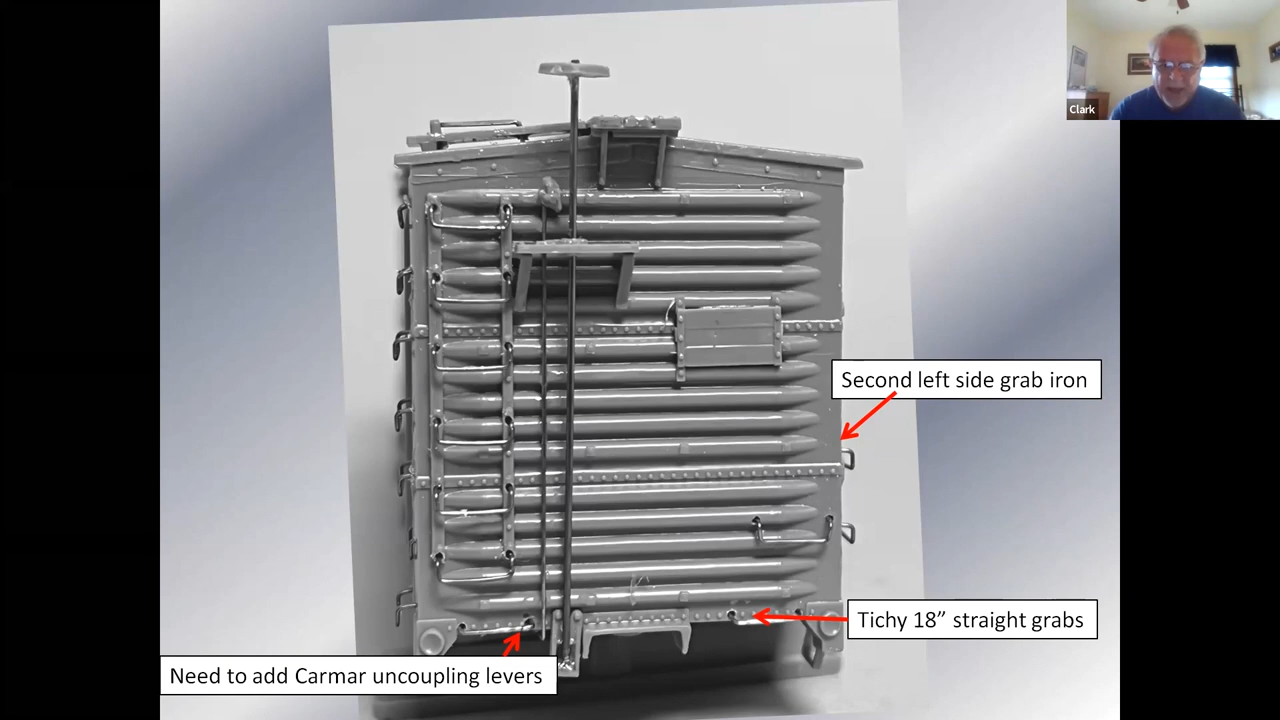 Clark
Second left side grab iron
Tichy 18” straight grabs
Need to add Carmar uncoupling levers